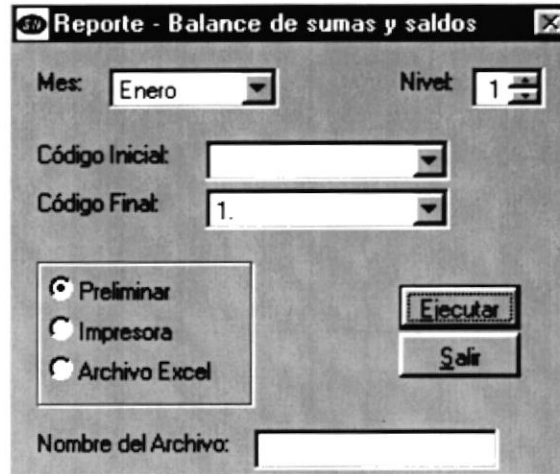 Reporte - Balance de sumas y saldos
Mes: Enero Nivel: 1
Código Inicial:
Código Final: 1.
Preliminar
Impresora
Archivo Excel
Ejecutar
Salir
Nombre del Archivo: